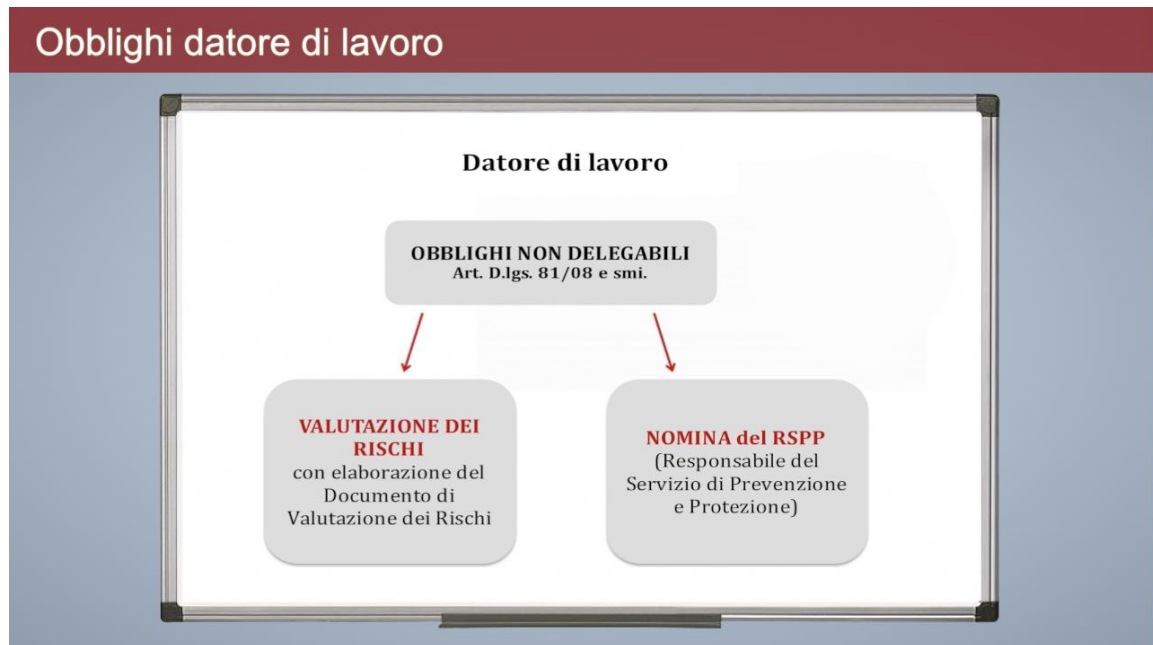 Obblighi datore di lavoro
Datore di lavoro
OBBLIGHI NON DELEGABILI
Art. D.lgs. 81/08 e smi.
VALUTAZIONE DEI
RISCHI
con elaborazione del
Documento di
Valutazione dei Rischi
NOMINA del RSPP
(Responsabile del
Servizio di Prevenzione
e Protezione)